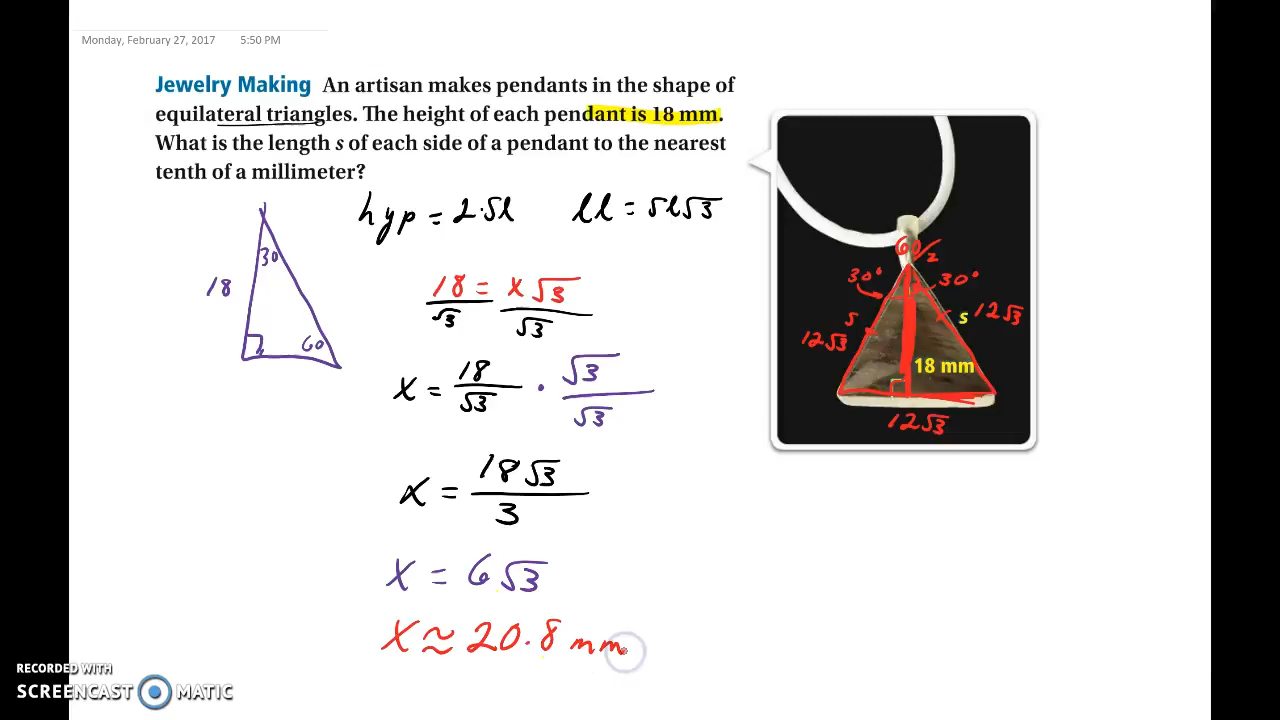 Monday, February 27, 2017 5:50 PM
Jewelry Making An artisan makes pendants in the shape of
equilateral triangles. The height of each pendant is 18 mm.
What is the length s of each side of a pendant to the nearest
tenth of a millimeter?
hyp = 2·sl ll = sl√3
30
18
60
18 = x√3
√3 √3
x = 18/√3 · √3/√3
x = 18√3/3
x = 6√3
x ≈ 20.8 mm
60/2
30° 30°
s s 12√3
12√3
18 mm
12√3
RECORDED WITH
SCREENCAST MATIC